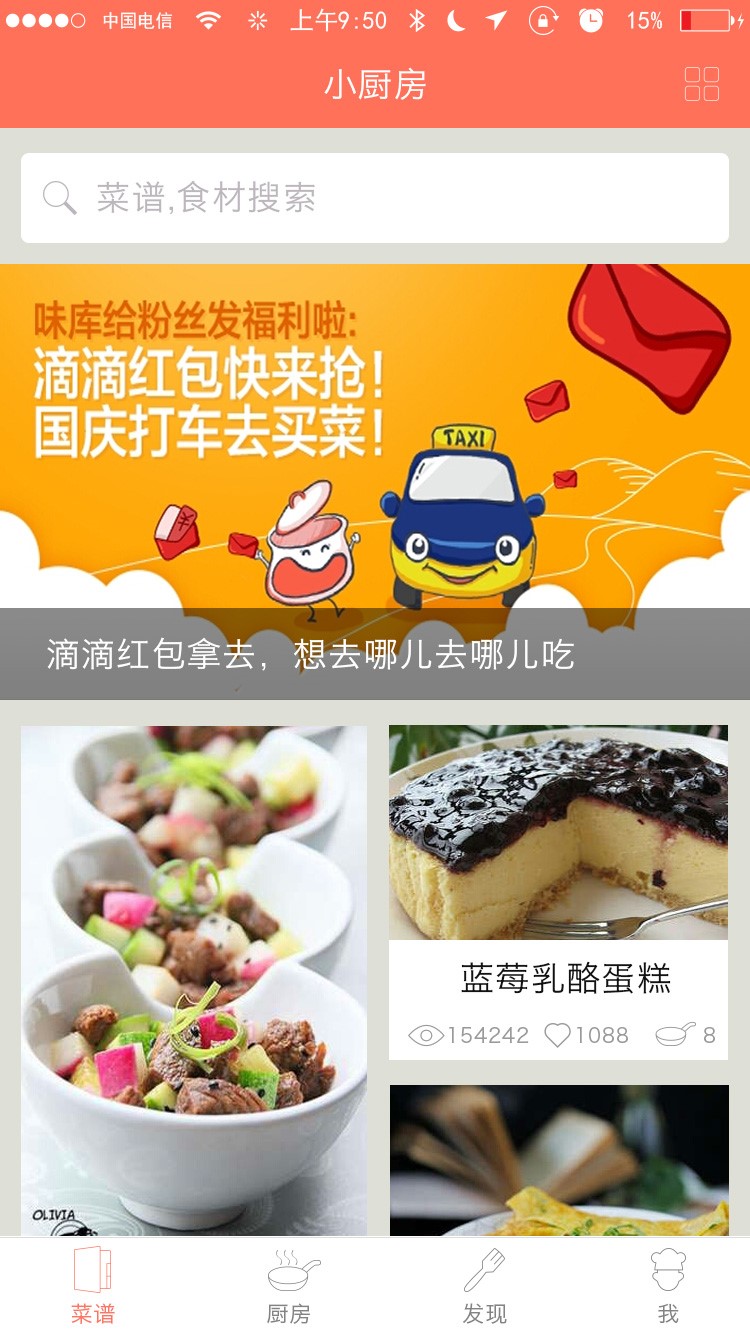 中国电信 上午9:50 15%
小厨房
菜谱,食材搜索
味库给粉丝发福利啦:
滴滴红包快来抢!
国庆打车去买菜!
TAXI
滴滴红包拿去，想去哪儿去哪儿吃
蓝莓乳酪蛋糕
154242 1088 8
OLIVIA
菜谱 厨房 发现 我